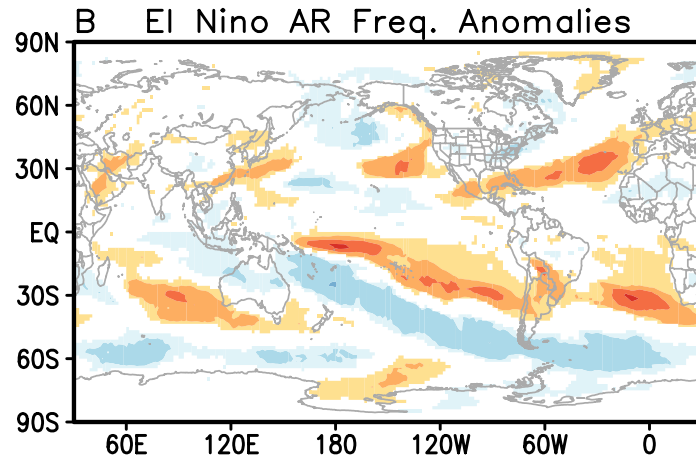 B El Nino AR Freq. Anomalies
90N
60N
30N
EQ
30S
60S
90S
60E 120E 180 120W 60W 0